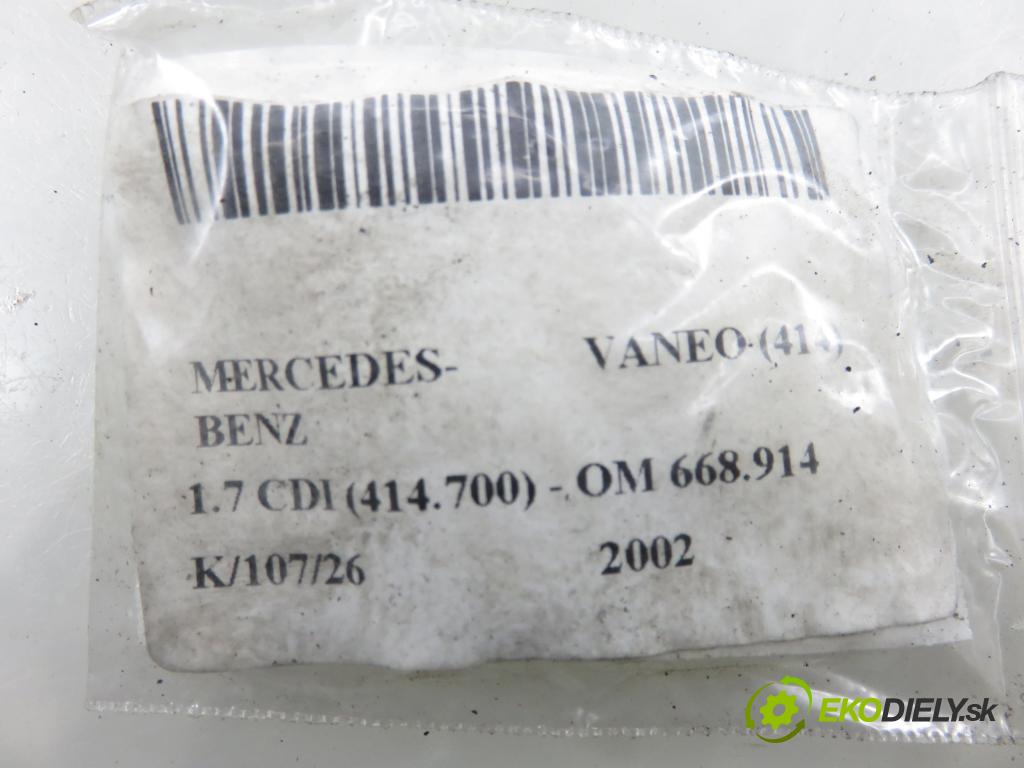 MERCEDES- VANEO (414)
BENZ
1.7 CDI (414.700) - OM 668.914
K/107/26 2002
EKODIELY.sk